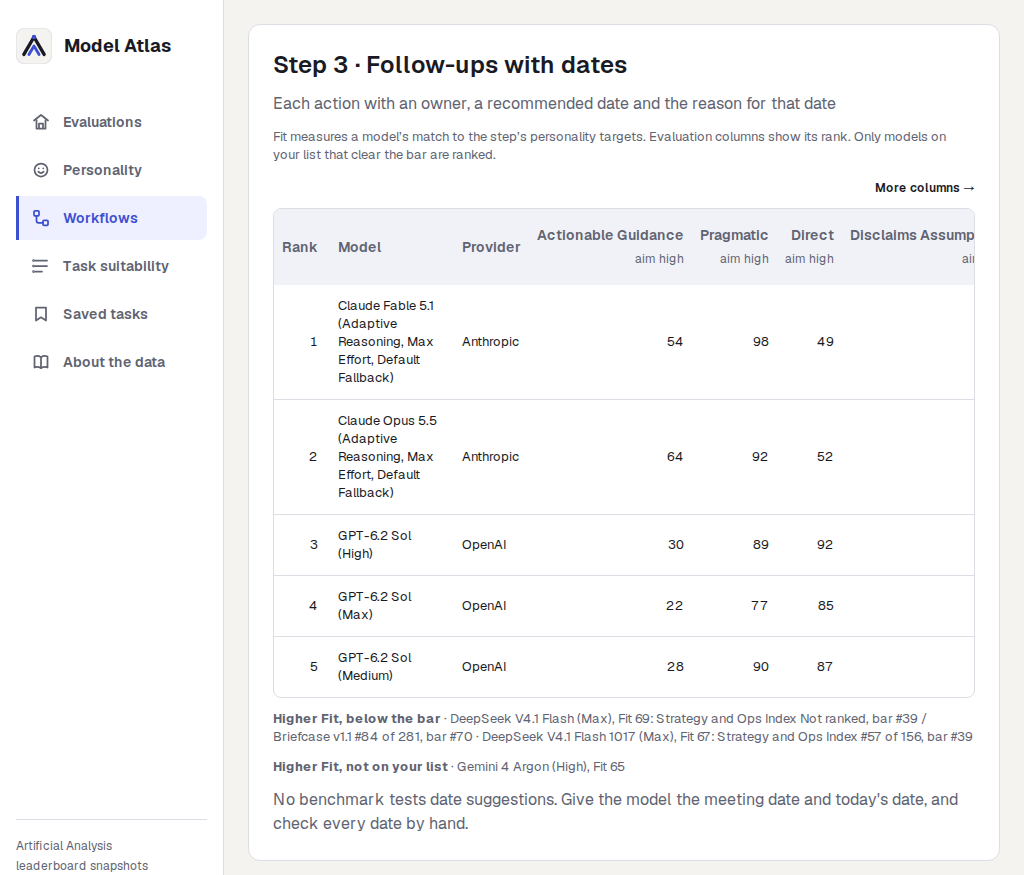 Model Atlas
Evaluations
Personality
Workflows
Task suitability
Saved tasks
About the data
Artificial Analysis
leaderboard snapshots
Step 3 · Follow-ups with dates
Each action with an owner, a recommended date and the reason for that date
Fit measures a model's match to the step's personality targets. Evaluation columns show its rank. Only models on
your list that clear the bar are ranked.
More columns →
Rank Model Provider Actionable Guidance aim high Pragmatic aim high Direct aim high Disclaims
1 Claude Fable 5.1 (Adaptive Reasoning, Max Effort, Default Fallback) Anthropic 54 98 49
2 Claude Opus 5.5 (Adaptive Reasoning, Max Effort, Default Fallback) Anthropic 64 92 52
3 GPT-6.2 Sol (High) OpenAI 30 89 92
4 GPT-6.2 Sol (Max) OpenAI 22 77 85
5 GPT-6.2 Sol (Medium) OpenAI 28 90 87
Higher Fit, below the bar · DeepSeek V4.1 Flash (Max), Fit 69: Strategy and Ops Index Not ranked, bar #39 /
Briefcase v1.1 #84 of 281, bar #70 · DeepSeek V4.1 Flash 1017 (Max), Fit 67: Strategy and Ops Index #57 of 156, bar #39
Higher Fit, not on your list · Gemini 4 Argon (High), Fit 65
No benchmark tests date suggestions. Give the model the meeting date and today's date, and
check every date by hand.